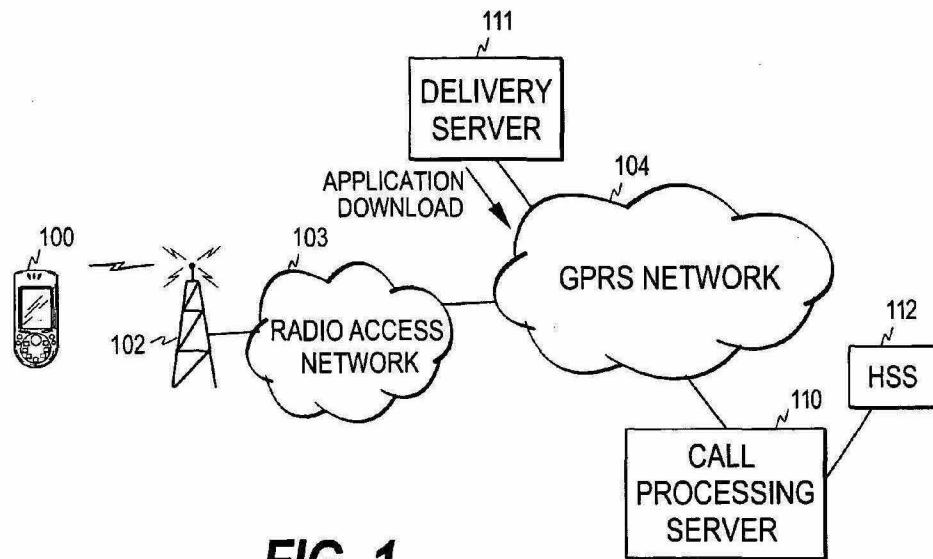 111
DELIVERY
SERVER
APPLICATION
DOWNLOAD
104
100
103
GPRS NETWORK
102
RADIO ACCESS
NETWORK
112
HSS
110
CALL
PROCESSING
SERVER
FIG. 1